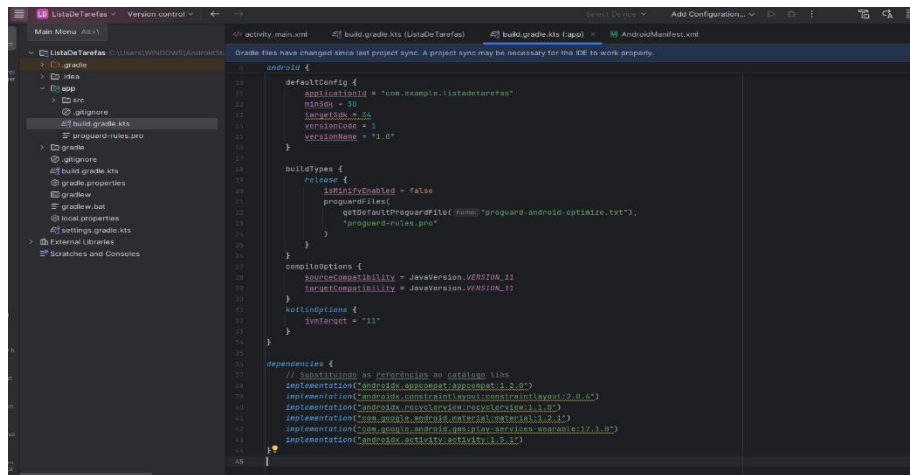 ListaDeTarefas Version control Select Device Add Configuration...
Main Menu Alt+\
activity_main.xml build.gradle.kts (ListaDeTarefas) build.gradle.kts (:app) AndroidManifest.xml
Gradle files have changed since last project sync. A project sync may be necessary for the IDE to work properly.
ListaDeTarefas C:\Users\WINDOWS\AndroidSt
.gradle
.idea
app
src
.gitignore
build.gradle.kts
proguard-rules.pro
gradle
.gitignore
build.gradle.kts
gradle.properties
gradlew
gradlew.bat
local.properties
settings.gradle.kts
External Libraries
Scratches and Consoles
android {
defaultConfig {
applicationId = "com.example.listadetarefas"
minSdk = 30
targetSdk = 34
versionCode = 1
versionName = "1.0"
}
buildTypes {
release {
isMinifyEnabled = false
proguardFiles(
getDefaultProguardFile( name: "proguard-android-optimize.txt"),
"proguard-rules.pro"
)
}
}
compileOptions {
sourceCompatibility = JavaVersion.VERSION_11
targetCompatibility = JavaVersion.VERSION_11
}
kotlinOptions {
jvmTarget = "11"
}
}
dependencies {
// Substituindo as referências ao catálogo libs
implementation("androidx.appcompat:appcompat:1.2.0")
implementation("androidx.constraintlayout:constraintlayout:2.0.4")
implementation("androidx.recyclerview:recyclerview:1.1.0")
implementation("com.google.android.material:material:1.2.1")
implementation("com.google.android.gms:play-services-wearable:17.1.0")
implementation("androidx.activity:activity:1.5.1")
}
45